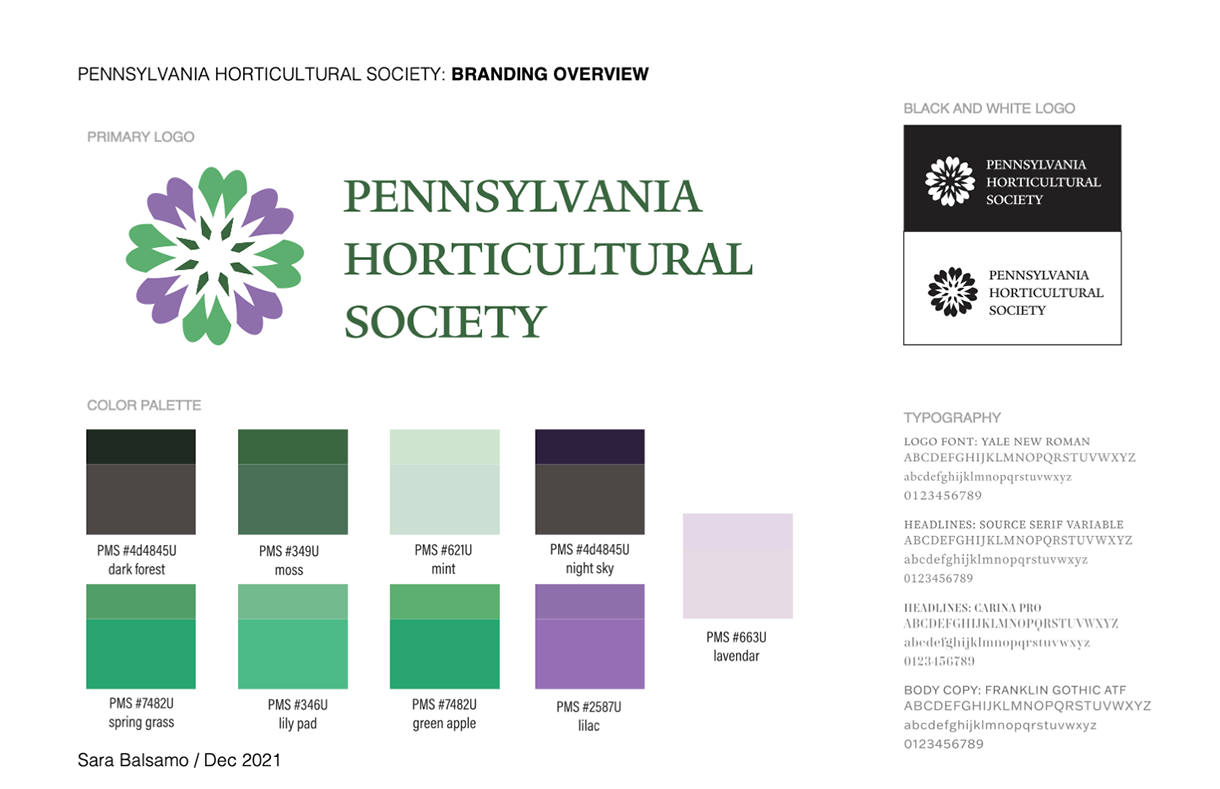 PENNSYLVANIA HORTICULTURAL SOCIETY: BRANDING OVERVIEW
PRIMARY LOGO
PENNSYLVANIA
HORTICULTURAL
SOCIETY
BLACK AND WHITE LOGO
PENNSYLVANIA
HORTICULTURAL
SOCIETY
PENNSYLVANIA
HORTICULTURAL
SOCIETY
COLOR PALETTE
PMS #4d4845U
dark forest
PMS #349U
moss
PMS #621U
mint
PMS #4d4845U
night sky
PMS #663U
lavendar
PMS #7482U
spring grass
PMS #346U
lily pad
PMS #7482U
green apple
PMS #2587U
lilac
TYPOGRAPHY
LOGO FONT: YALE NEW ROMAN
ABCDEFGHIJKLMNOPQRSTUVWXYZ
abcdefghijklmnopqrstuvwxyz
0123456789
HEADLINES: SOURCE SERIF VARIABLE
ABCDEFGHIJKLMNOPQRSTUVWXYZ
abcdefghijklmnopqrstuvwxyz
0123456789
HEADLINES: CARINA PRO
ABCDEFGHIJKLMNOPQRSTUVWXYZ
abcdefghijklmnopqrstuvwxyz
0123456789
BODY COPY: FRANKLIN GOTHIC ATF
ABCDEFGHIJKLMNOPQRSTUVWXYZ
abcdefghijklmnopqrstuvwxyz
0123456789
Sara Balsamo / Dec 2021